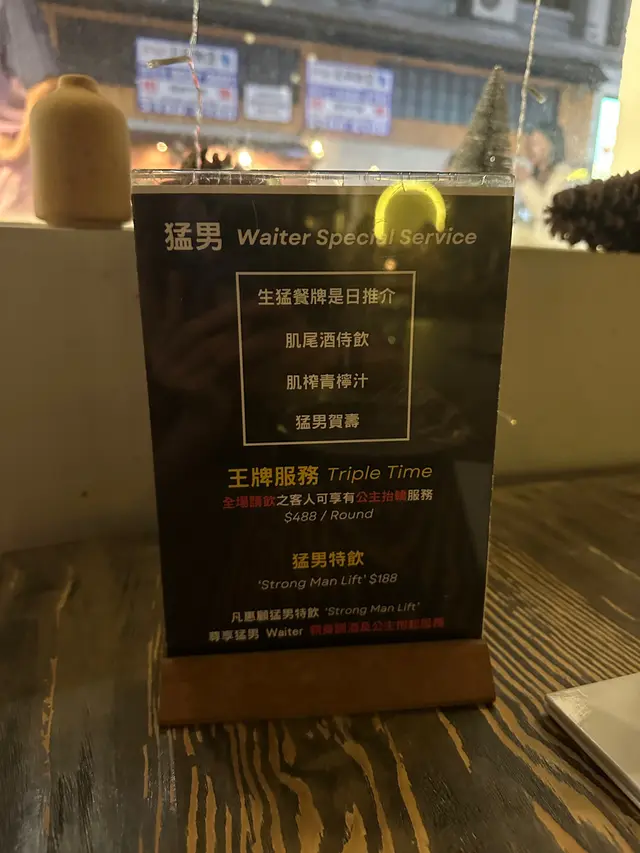 猛男 Waiter Special Service
生猛餐牌是日推介
肌尾酒侍飲
肌榨青檸汁
猛男賀壽
王牌服務 Triple Time
全場請飲之客人可享有公主抬轎服務
$488 / Round
猛男特飲
'Strong Man Lift' $188
凡惠顧猛男特飲 'Strong Man Lift'
尊享猛男 Waiter